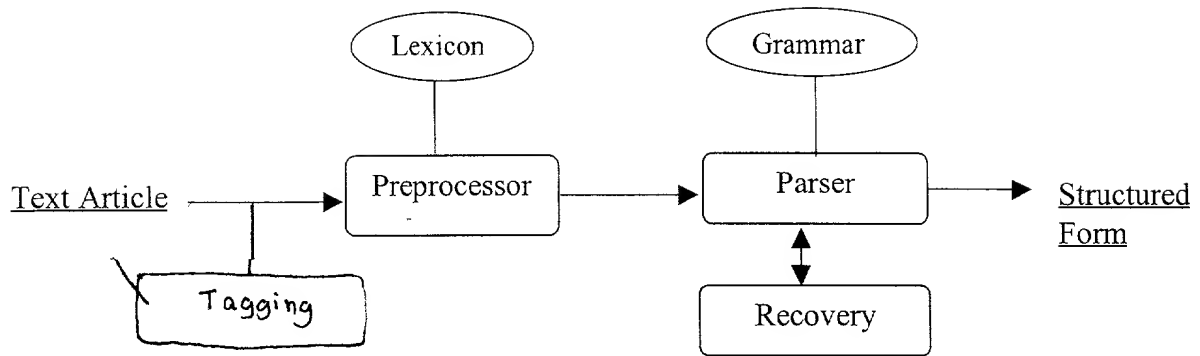 Lexicon
Grammar
Text Article
Preprocessor
Parser
Structured
Form
Tagging
Recovery